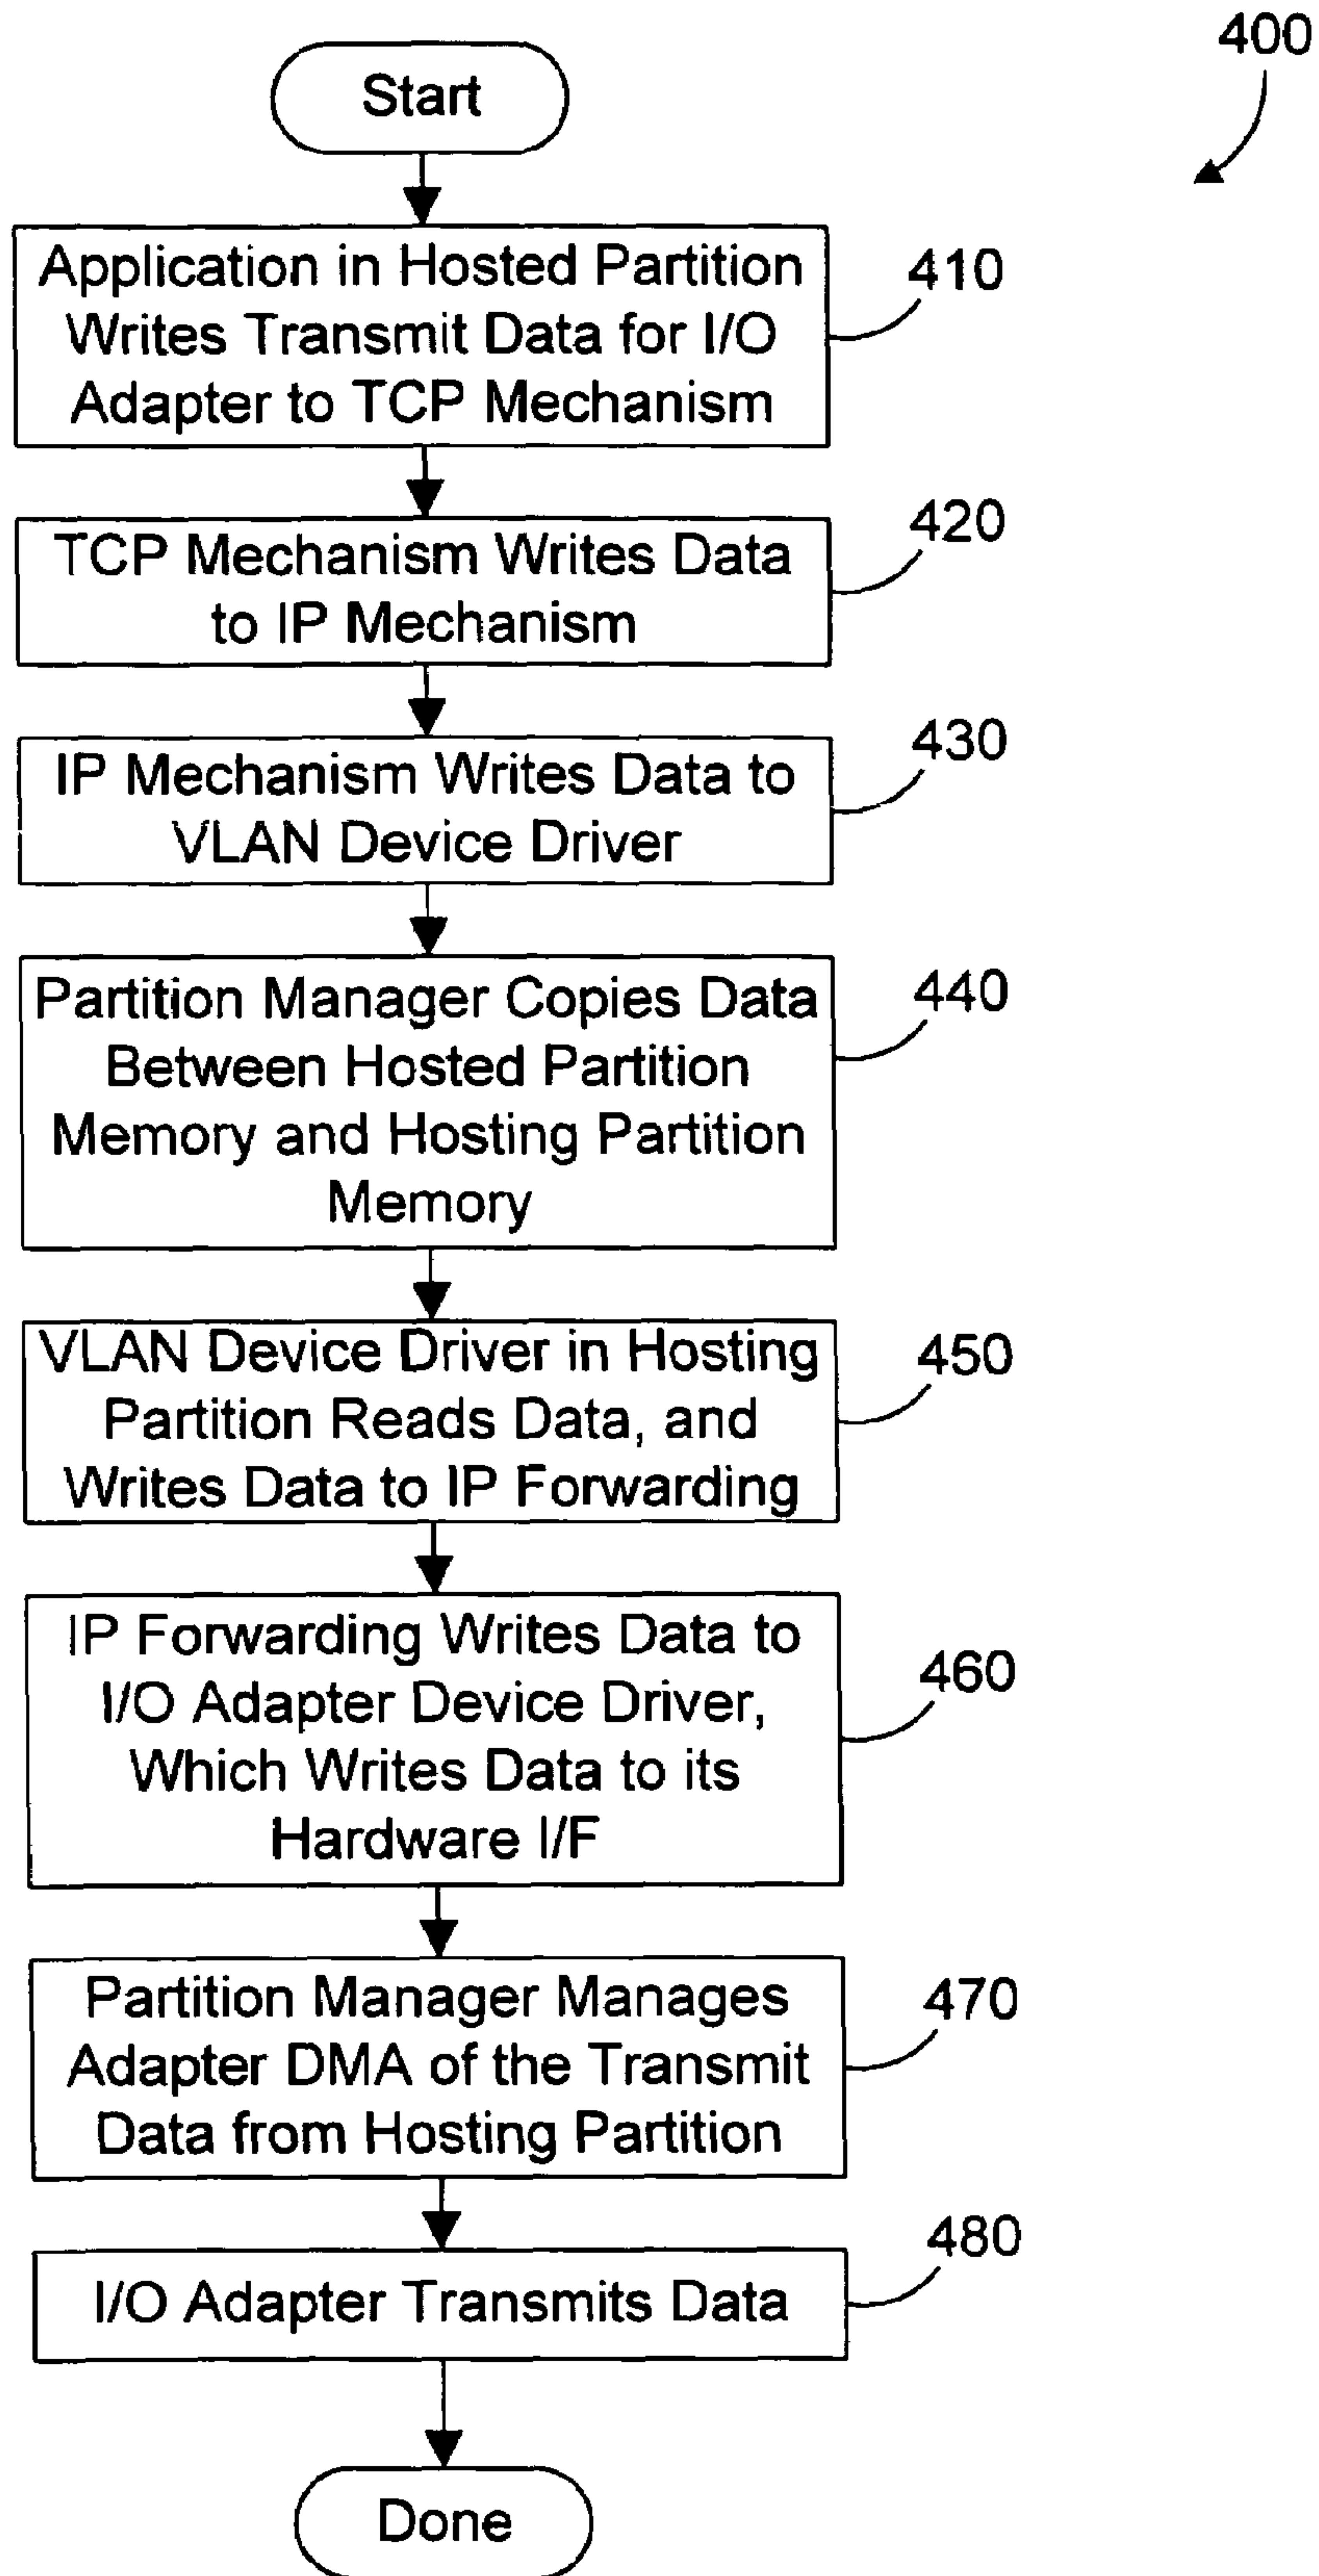 400
Start
Application in Hosted Partition
Writes Transmit Data for I/O
Adapter to TCP Mechanism
410
TCP Mechanism Writes Data
to IP Mechanism
420
IP Mechanism Writes Data to
VLAN Device Driver
430
Partition Manager Copies Data
Between Hosted Partition
Memory and Hosting Partition
Memory
440
VLAN Device Driver in Hosting
Partition Reads Data, and
Writes Data to IP Forwarding
450
IP Forwarding Writes Data to
I/O Adapter Device Driver,
Which Writes Data to its
Hardware I/F
460
Partition Manager Manages
Adapter DMA of the Transmit
Data from Hosting Partition
470
I/O Adapter Transmits Data
480
Done